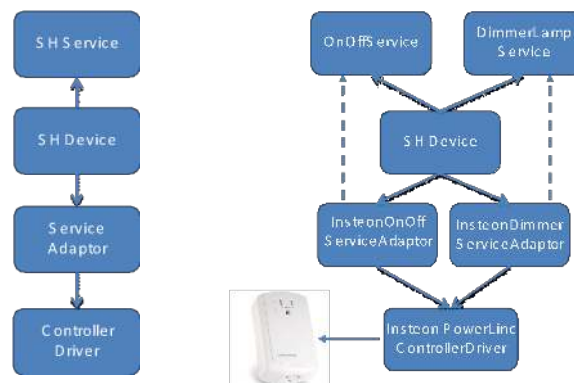 SH Service
SH Device
Service
Adaptor
Controller
Driver
OnOffService
DimmerLamp
Service
SH Device
InsteonOnOff
ServiceAdaptor
InsteonDimmer
ServiceAdaptor
Insteon PowerLinc
ControllerDriver